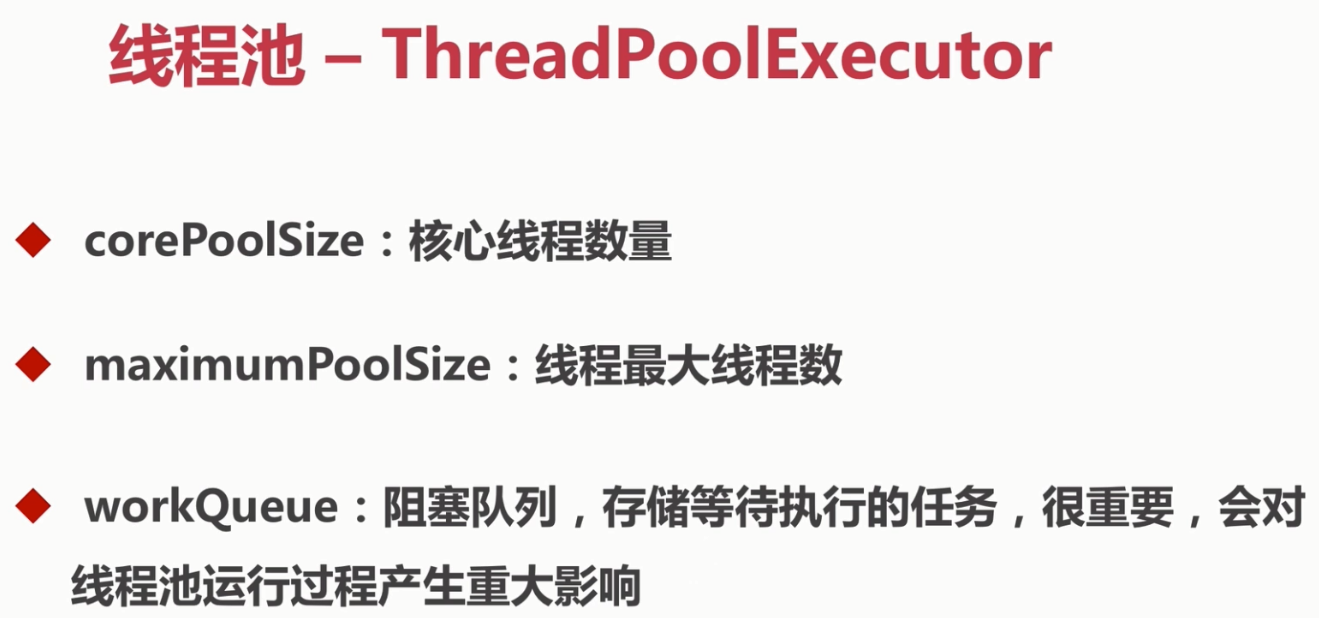 线程池 – ThreadPoolExecutor
corePoolSize：核心线程数量
maximumPoolSize：线程最大线程数
workQueue：阻塞队列，存储等待执行的任务，很重要，会对
线程池运行过程产生重大影响